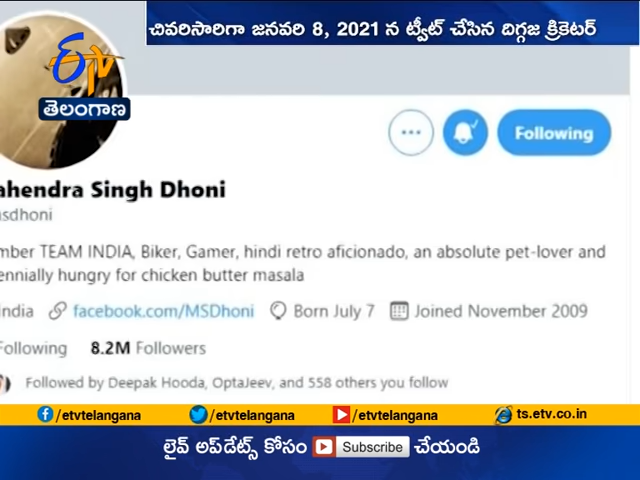 చివరిసారిగా జనవరి 8, 2021 న ట్వీట్ చేసిన దిగ్గజ క్రికెటర్
ETV
తెలంగాణ
Following
ahendra Singh Dhoni
sdhoni
mber TEAM INDIA, Biker, Gamer, hindi retro aficionado, an absolute pet-lover and
ennially hungry for chicken butter masala
India facebook.com/MSDhoni Born July 7 Joined November 2009
Following 8.2M Followers
Followed by Deepak Hooda, OptaJeev, and 558 others you follow
/etvtelangana /etvtelangana /etvtelangana ts.etv.co.in
లైవ్ అప్‌డేట్స్ కోసం Subscribe చేయండి